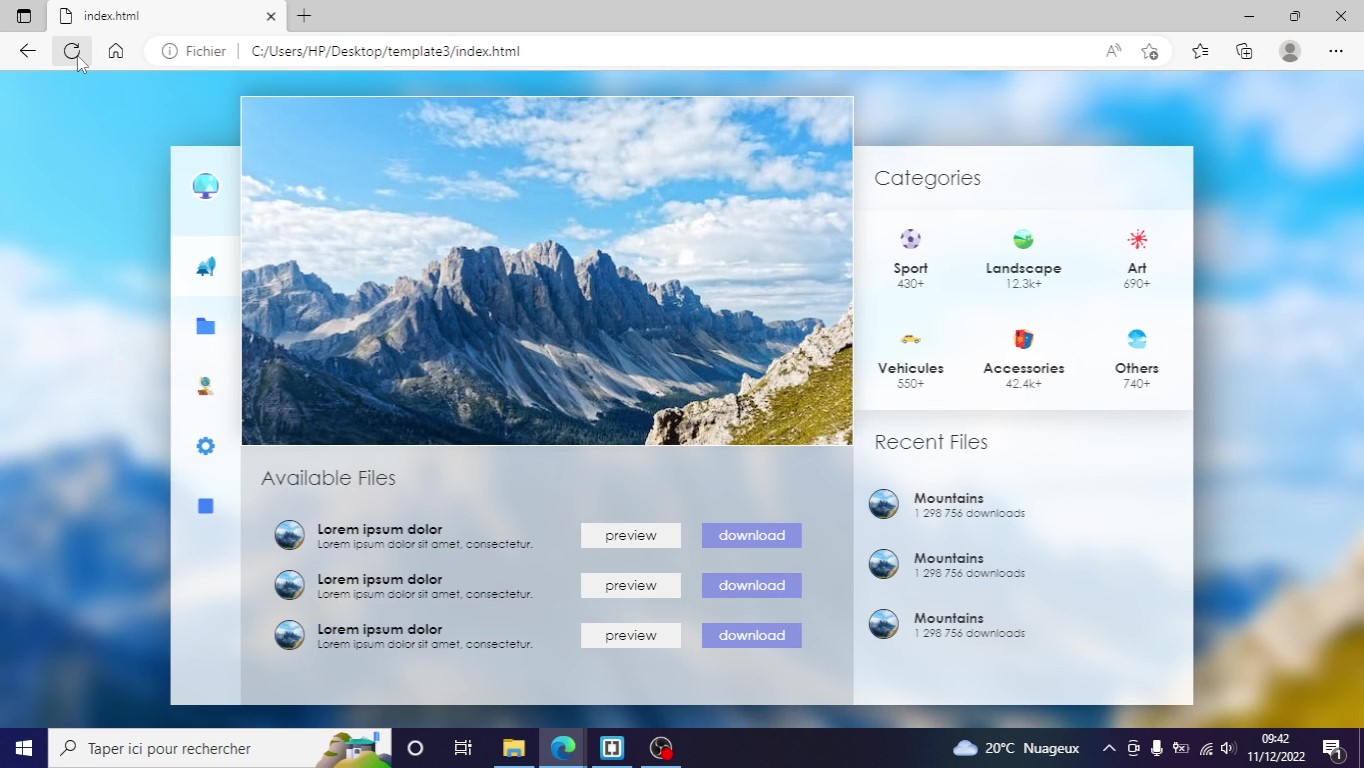 index.html
Fichier
C:/Users/HP/Desktop/template3/index.html
Categories
Sport
430+
Landscape
12.3k+
Art
690+
Vehicules
550+
Accessories
42.4k+
Others
740+
Available Files
Lorem ipsum dolor
Lorem ipsum dolor sit amet, consectetur.
preview
download
Lorem ipsum dolor
Lorem ipsum dolor sit amet, consectetur.
preview
download
Lorem ipsum dolor
Lorem ipsum dolor sit amet, consectetur.
preview
download
Recent Files
Mountains
1 298 756 downloads
Mountains
1 298 756 downloads
Mountains
1 298 756 downloads
Taper ici pour rechercher
20°C Nuageux
09:42
11/12/2022
1